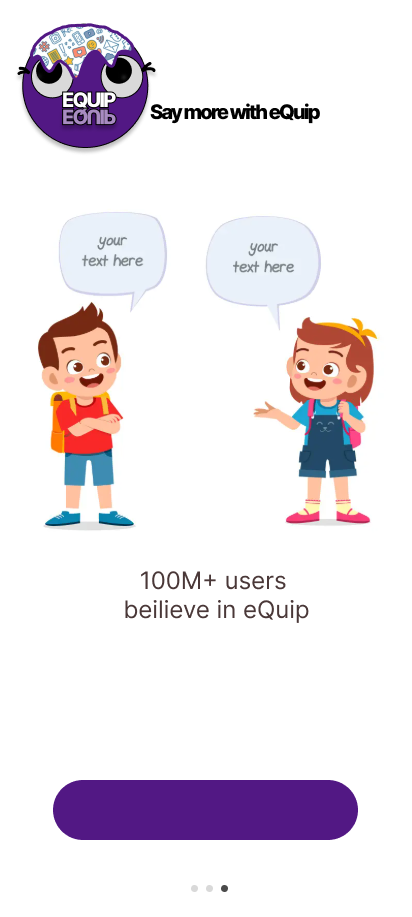 EQUIP
EQUIP
Say more with eQuip
your
text here
your
text here
100M+ users
beilieve in eQuip